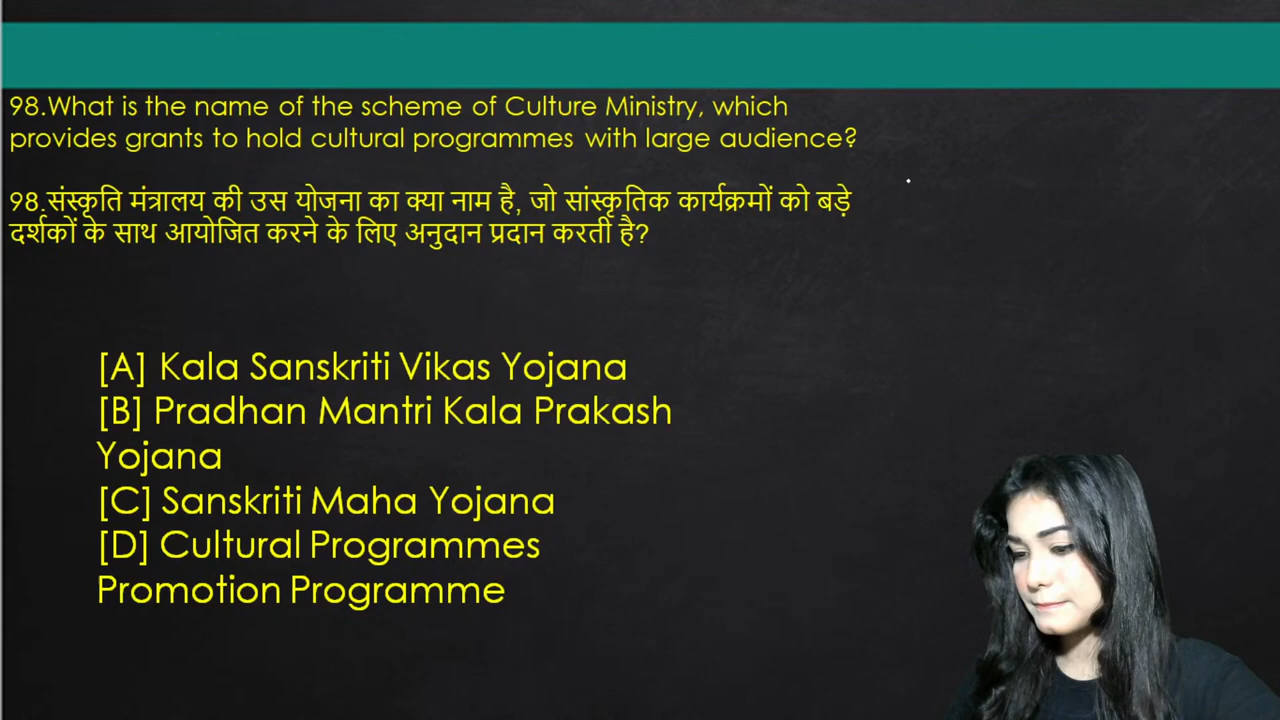 98.What is the name of the scheme of Culture Ministry, which
provides grants to hold cultural programmes with large audience?
98.संस्कृति मंत्रालय की उस योजना का क्या नाम है, जो सांस्कृतिक कार्यक्रमों को बड़े
दर्शकों के साथ आयोजित करने के लिए अनुदान प्रदान करती है?
[A] Kala Sanskriti Vikas Yojana
[B] Pradhan Mantri Kala Prakash
Yojana
[C] Sanskriti Maha Yojana
[D] Cultural Programmes
Promotion Programme